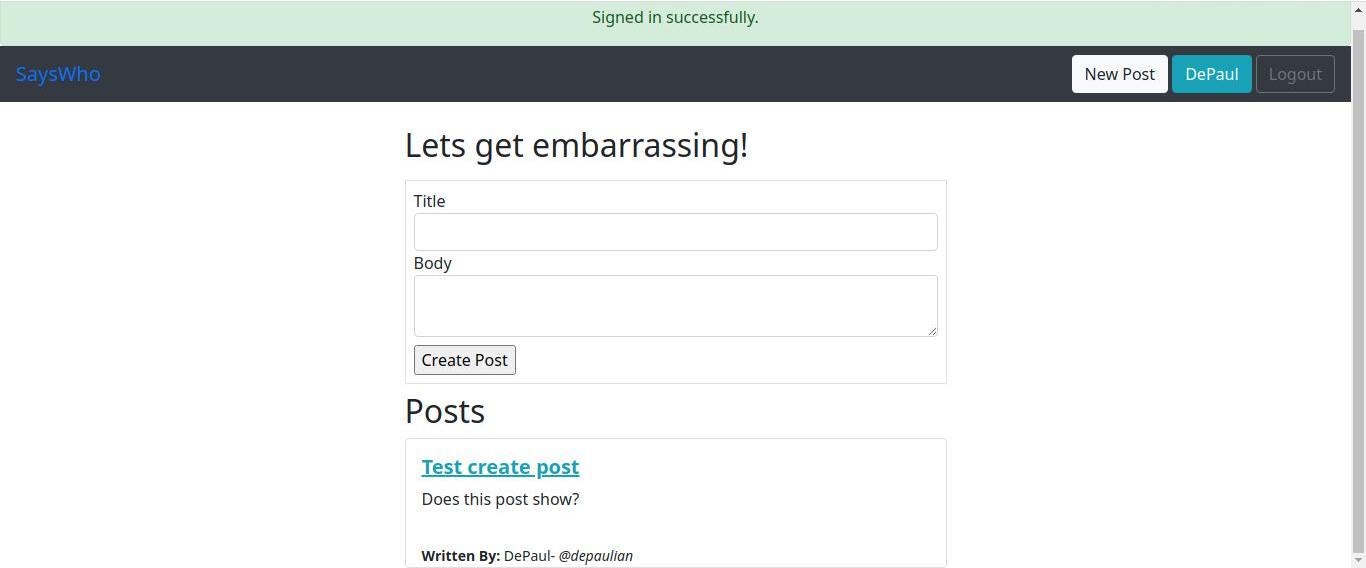 Signed in successfully.
SaysWho
New Post
DePaul
Logout
Lets get embarrassing!
Title
Body
Create Post
Posts
Test create post
Does this post show?
Written By: DePaul- @depaulian